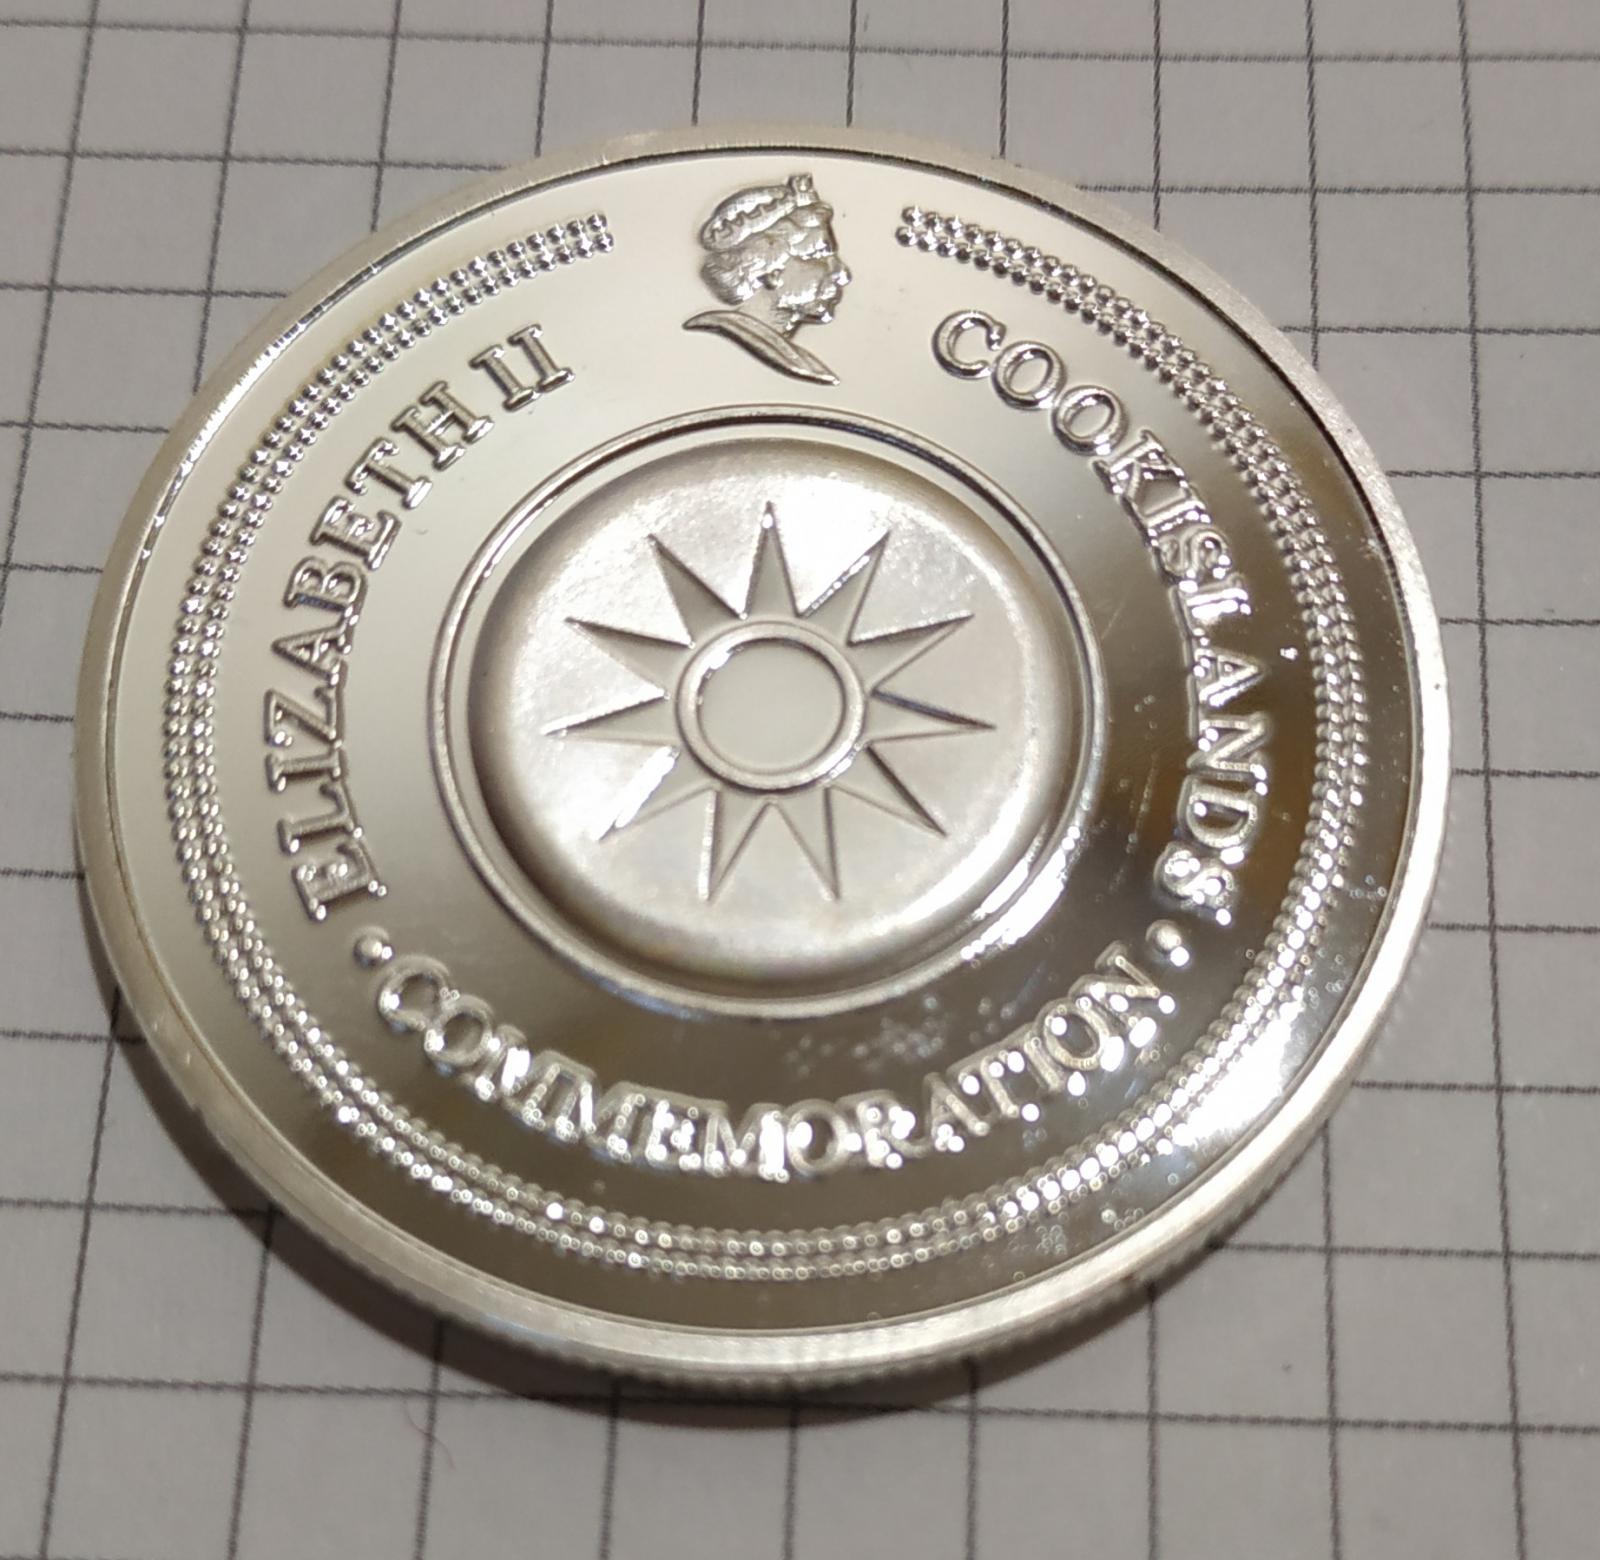 ELIZABETH II
COOK ISLANDS
• COMMEMORATION •